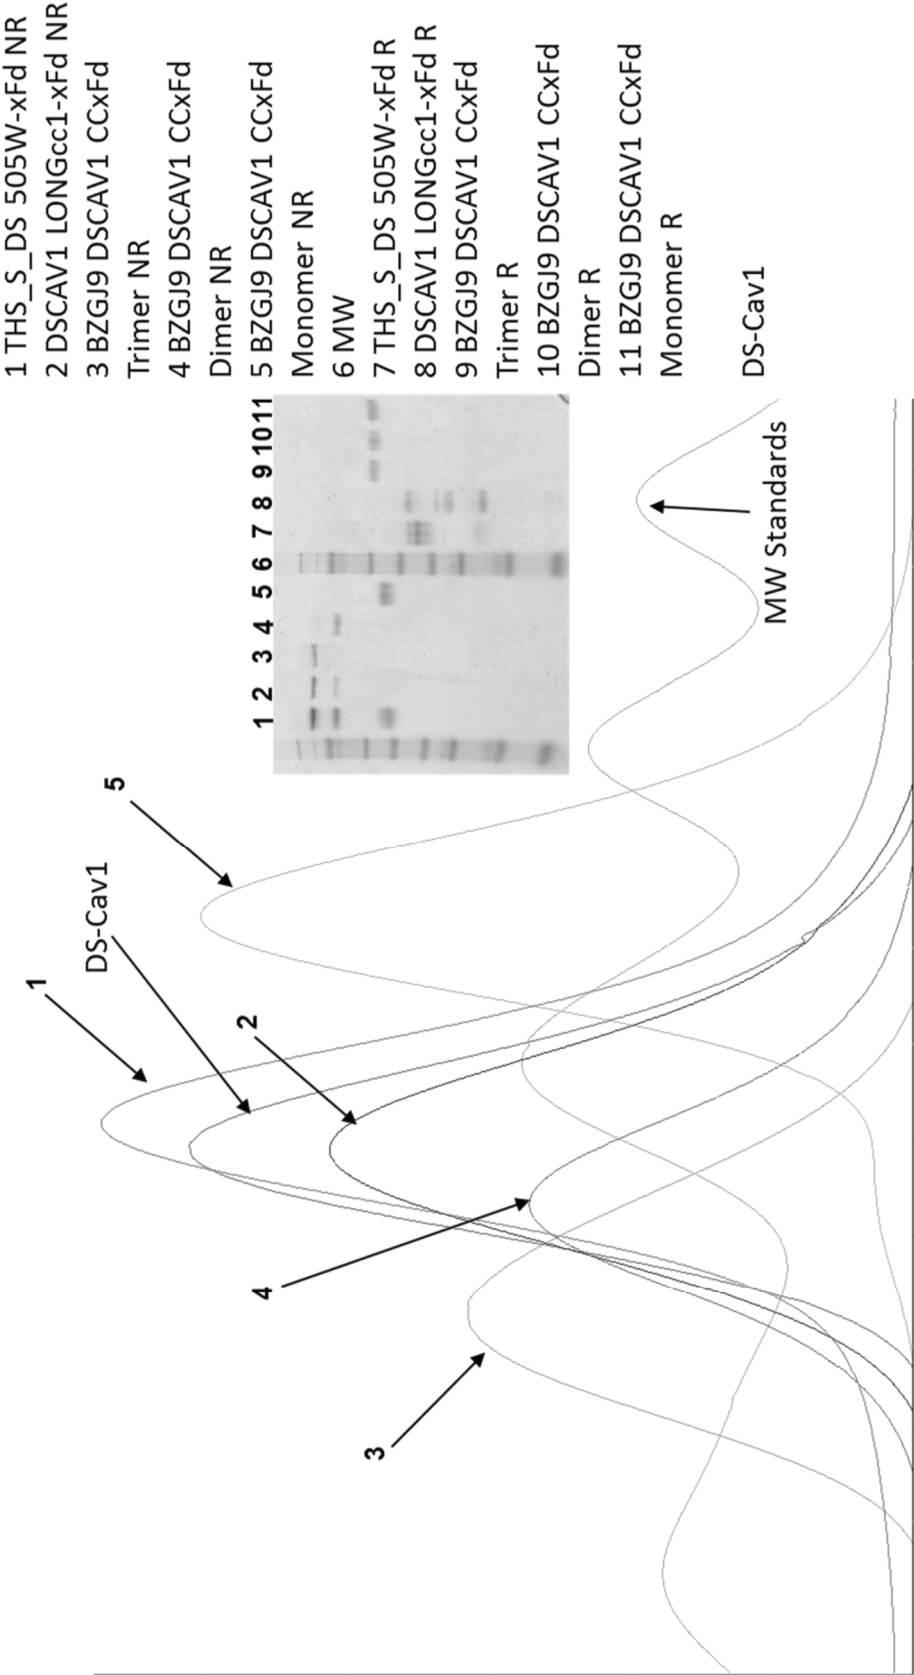 1 THS_S_DS 505W-xFd NR
2 DSCAV1 LONGcc1-xFd NR
3 BZGJ9 DSCAV1 CCxFd
Trimer NR
4 BZGJ9 DSCAV1 CCxFd
Dimer NR
5 BZGJ9 DSCAV1 CCxFd
Monomer NR
6 MW
7 THS_S_DS 505W-xFd R
8 DSCAV1 LONGcc1-xFd R
9 BZGJ9 DSCAV1 CCxFd
Trimer R
10 BZGJ9 DSCAV1 CCxFd
Dimer R
11 BZGJ9 DSCAV1 CCxFd
Monomer R
DS-Cav1
1 2 3 4 5 6 7 8 9 10 11
1
DS-Cav1
5
2
4
3
MW Standards